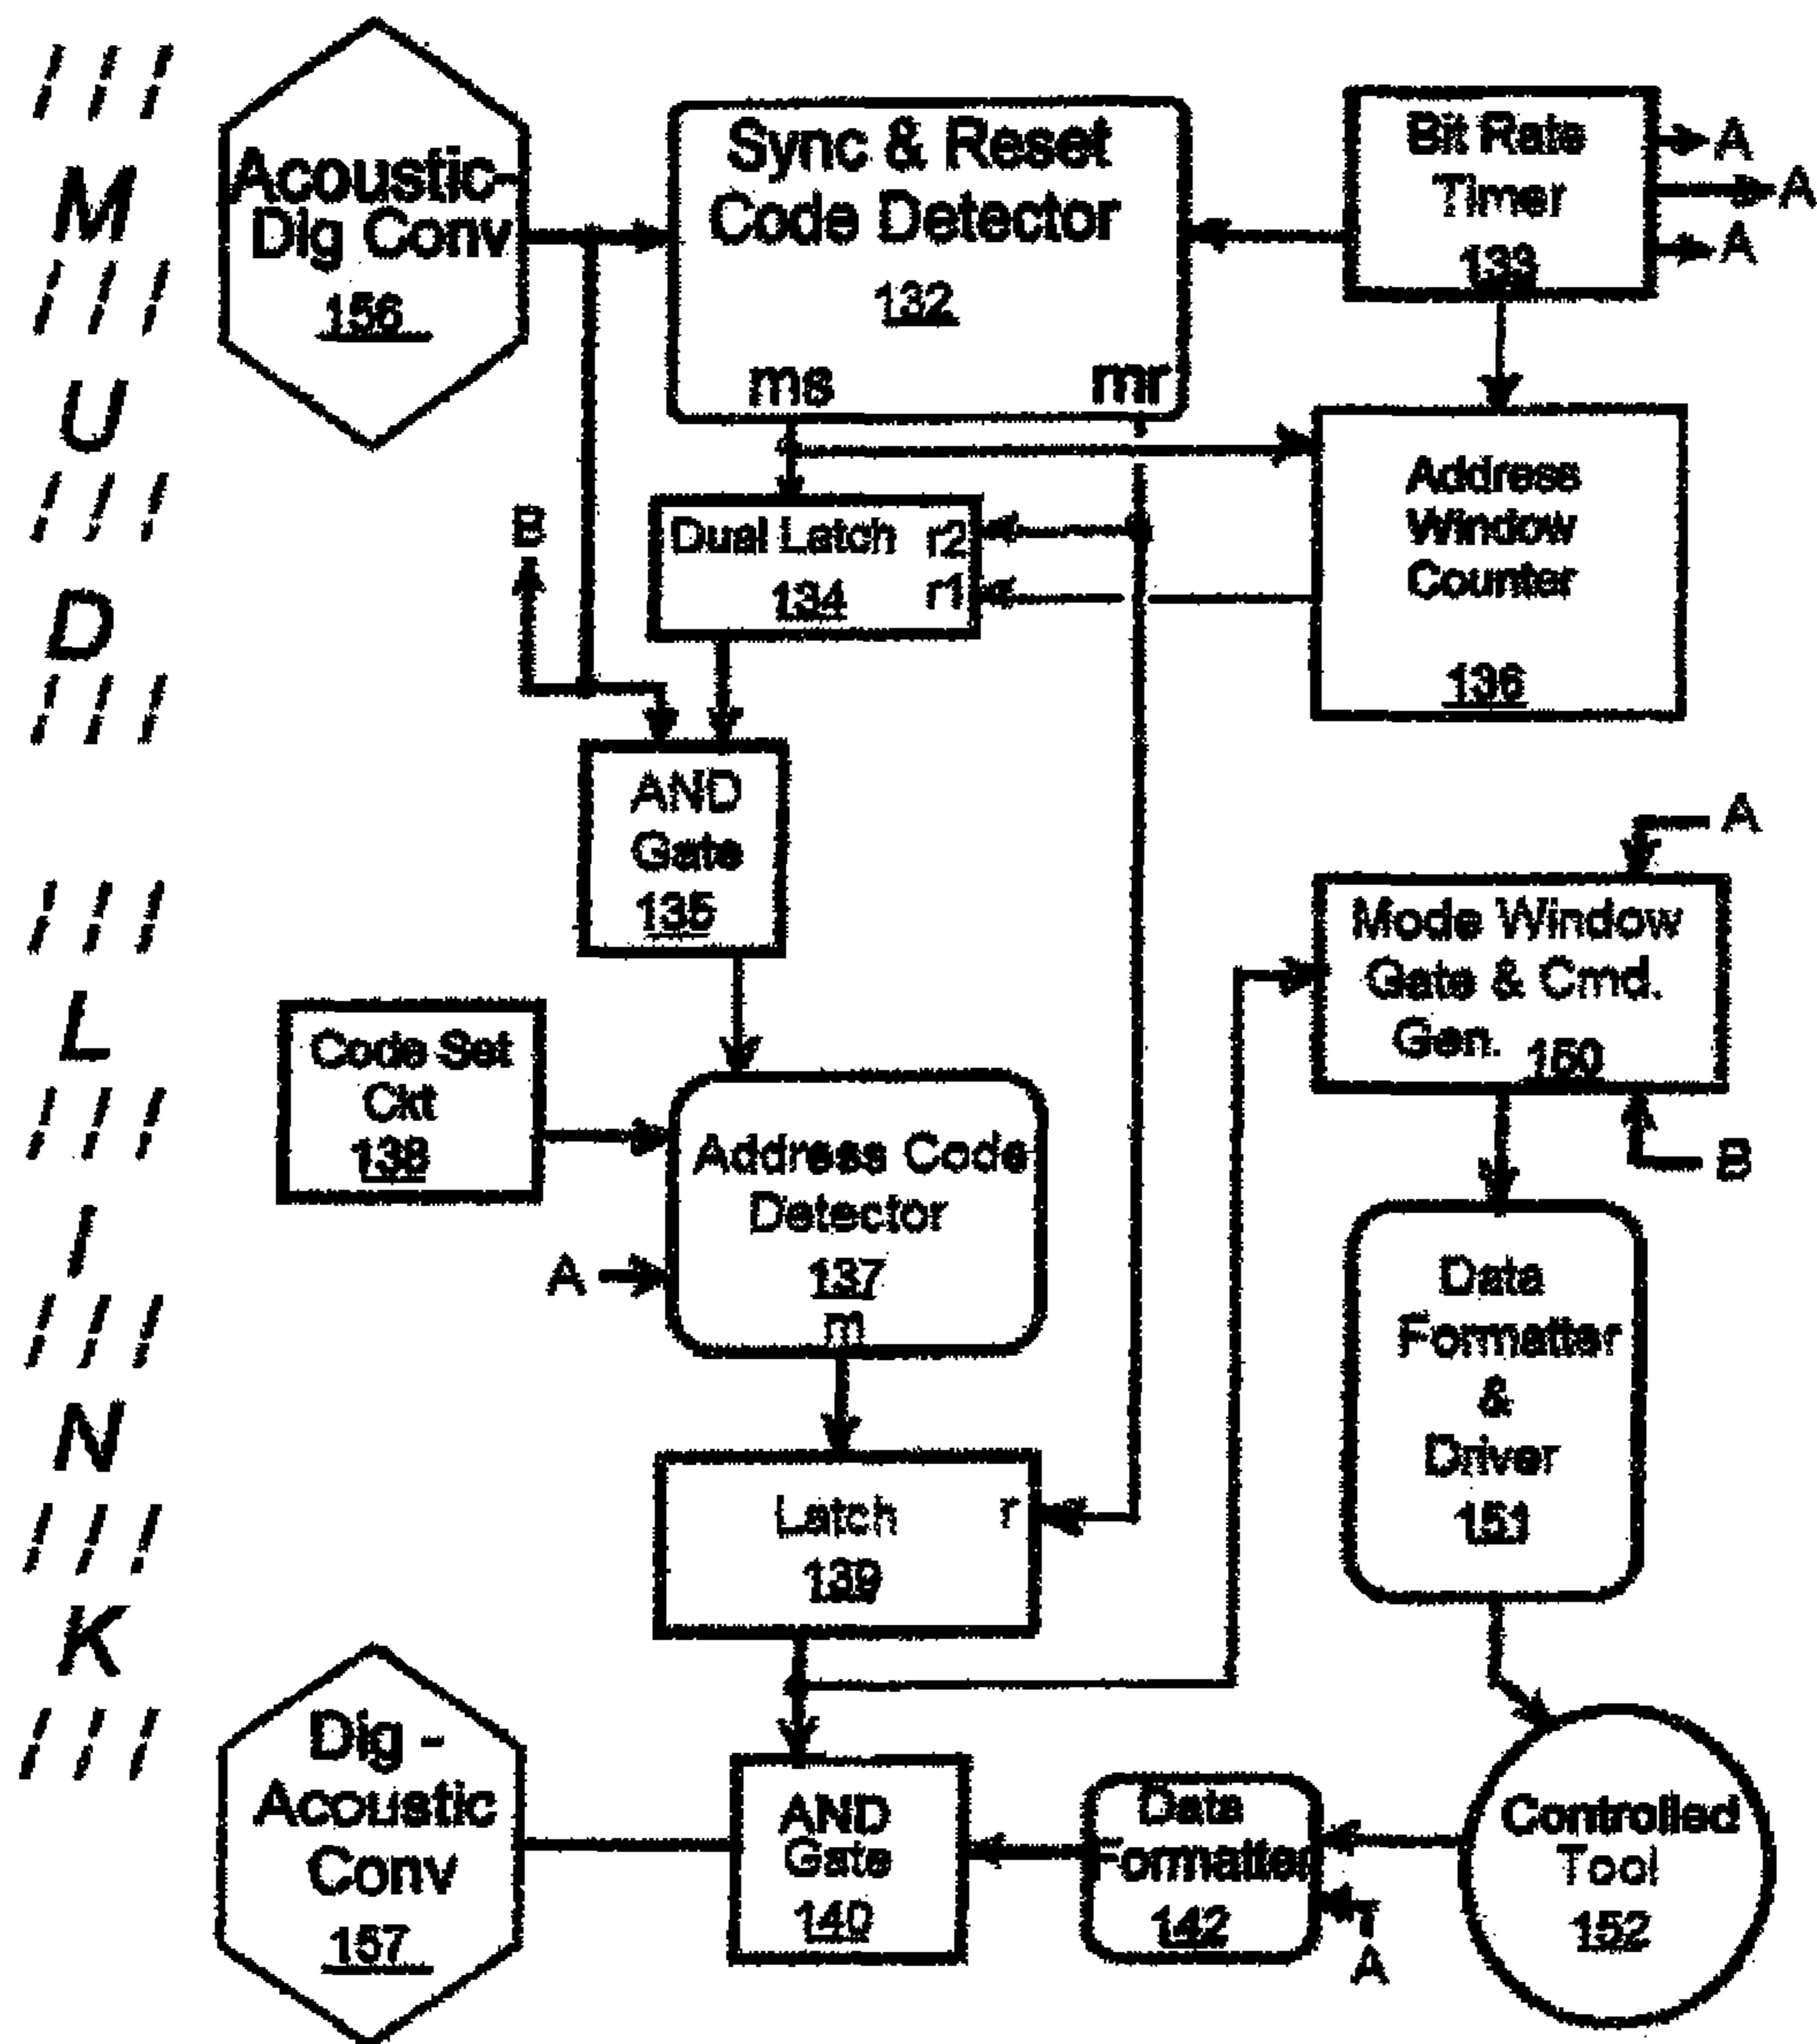 M
U
D
L
I
N
K
Acoustic-
Dig Conv
156
Sync & Reset
Code Detector
132
ms
mr
Bit Rate
Timer
133
A
A
A
Dual Latch
134
r2
r1
Address
Window
Counter
136
B
AND
Gate
135
A
Mode Window
Gate & Cmd.
Gen. 150
B
Code Set
Ckt
138
Address Code
Detector
137
m
A
Data
Formatter
&
Driver
151
Latch
139
r
Dig -
Acoustic
Conv
157
AND
Gate
140
Data
Formatter
142
A
Controlled
Tool
152